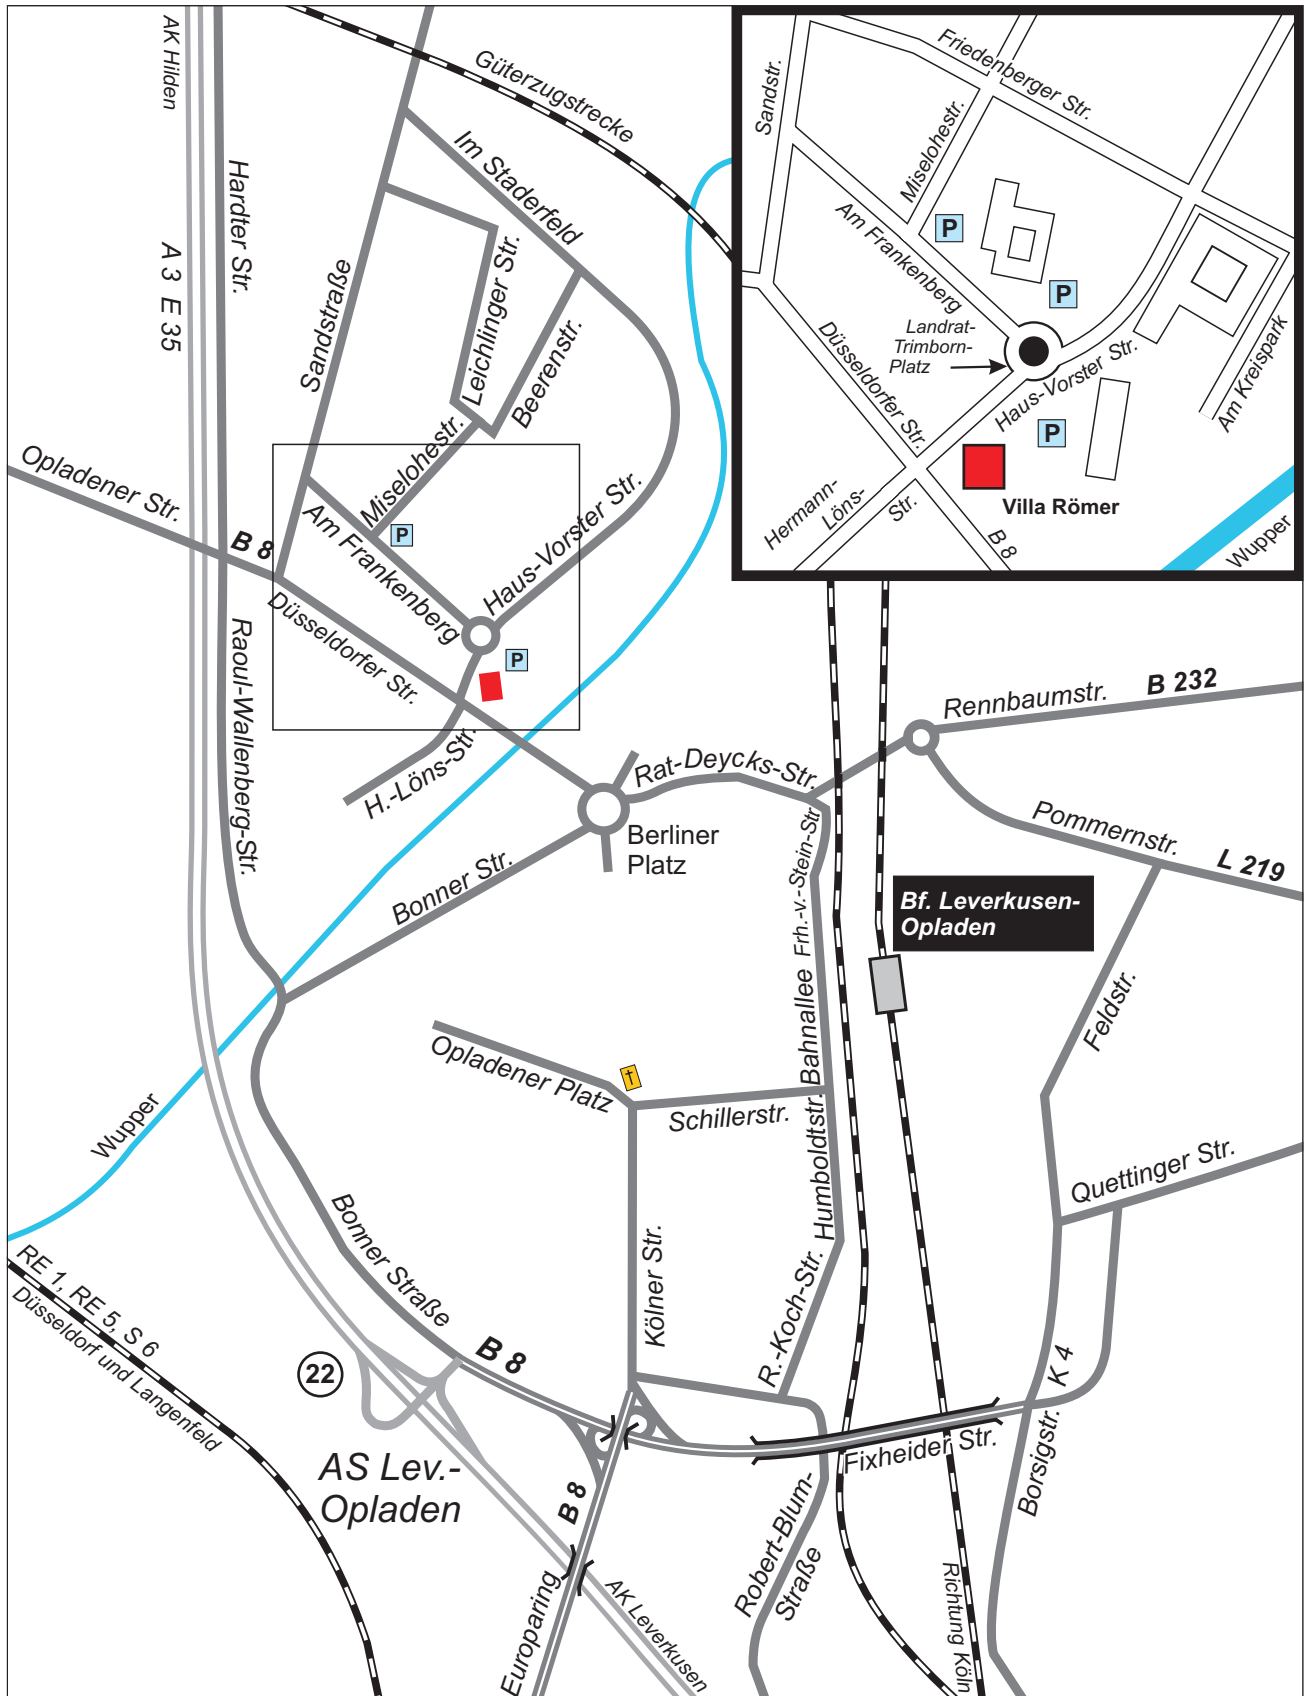 AK Hilden
A 3 E 35
Hardter Str.
Güterzugstrecke
Im Staderfeld
Sandstraße
Leichlinger Str.
Beerenstr.
Miselohestr.
Opladener Str.
B 8
P
Am Frankenberg
Haus-Vorster Str.
Düsseldorfer Str.
P
Raoul-Wallenberg-Str.
H.-Löns-Str.
Sandstr.
Friedenberger Str.
Miselohestr.
Am Frankenberg
P
P
Landrat-
Trimborn-
Platz
Düsseldorfer Str.
Haus-Vorster Str.
Am Kreispark
P
Hermann-
Löns-
Str.
Villa Römer
B 8
Wupper
Rennbaumstr.
B 232
Rat-Deycks-Str.
Berliner
Platz
Bonner Str.
Frh.-v.-Stein-Str
Pommernstr.
L 219
Bf. Leverkusen-
Opladen
Bahnallee
Feldstr.
Opladener Platz
Schillerstr.
Humboldtstr.
Wupper
Quettinger Str.
Bonner Straße
Kölner Str.
R.-Koch-Str.
RE 1, RE 5, S 6
Düsseldorf und Langenfeld
22
B 8
K 4
AS Lev.-
Opladen
Fixheider Str.
Borsigstr.
B 8
Robert-Blum-
Straße
Europaring
AK Leverkusen
Richtung Köln